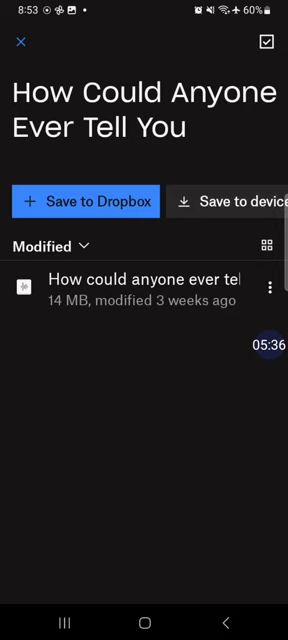 8:53
60%
How Could Anyone
Ever Tell You
+ Save to Dropbox
Save to device
Modified
How could anyone ever tel
14 MB, modified 3 weeks ago
05:36